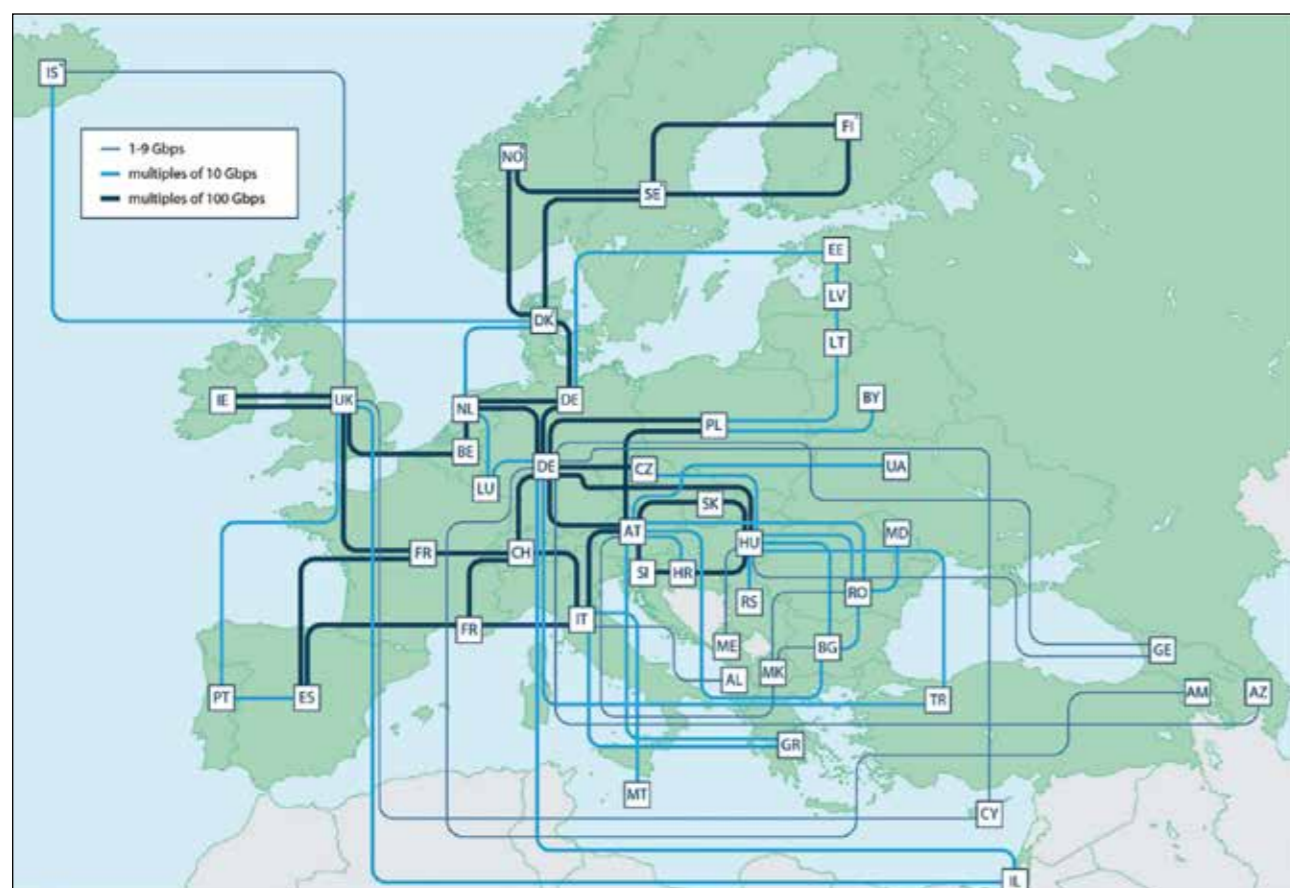 IS
1-9 Gbps
multiples of 10 Gbps
multiples of 100 Gbps
FI
NO
SE
EE
LV
DK
LT
IE
UK
NL
DE
BY
PL
BE
DE
CZ
UA
LU
SK
AT
HU
MD
FR
CH
SI
HR
RS
RO
FR
IT
ME
BG
GE
MK
AL
PT
ES
TR
AM
AZ
GR
MT
CY
IL